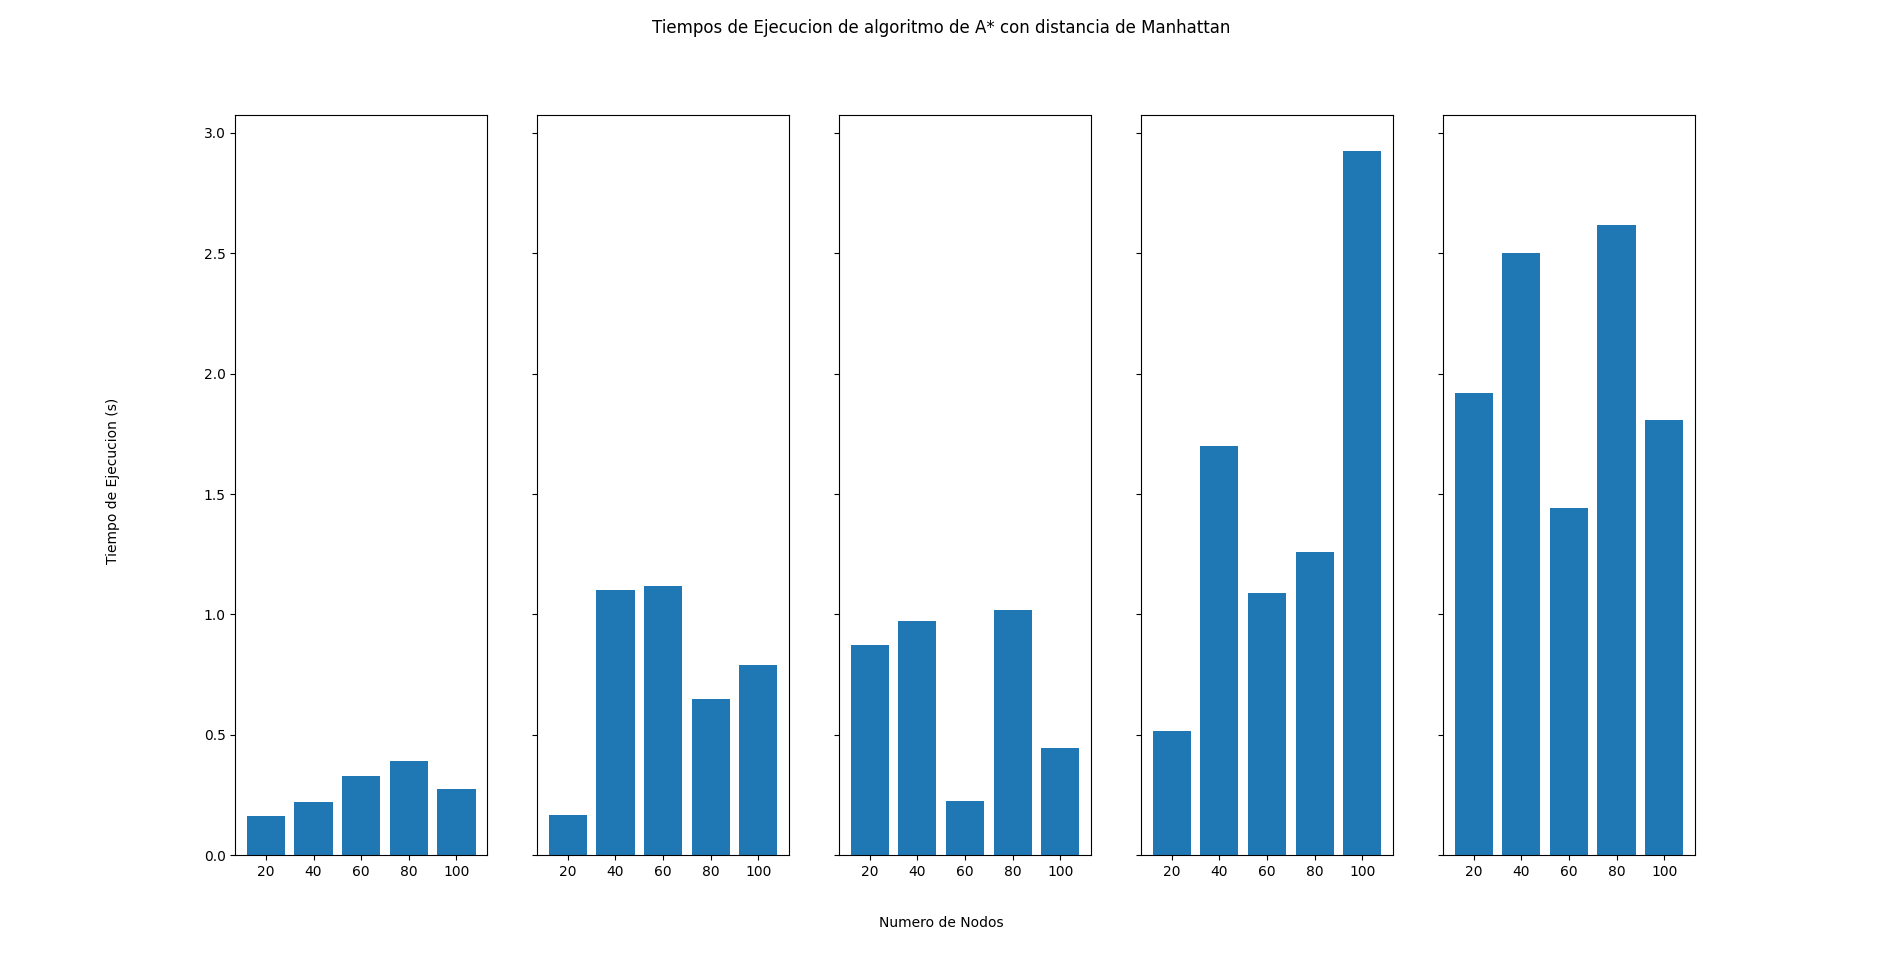 Tiempos de Ejecucion de algoritmo de A* con distancia de Manhattan
Tiempo de Ejecucion (s)
3.0
2.5
2.0
1.5
1.0
0.5
0.0
20 40 60 80 100
20 40 60 80 100
20 40 60 80 100
20 40 60 80 100
20 40 60 80 100
Numero de Nodos